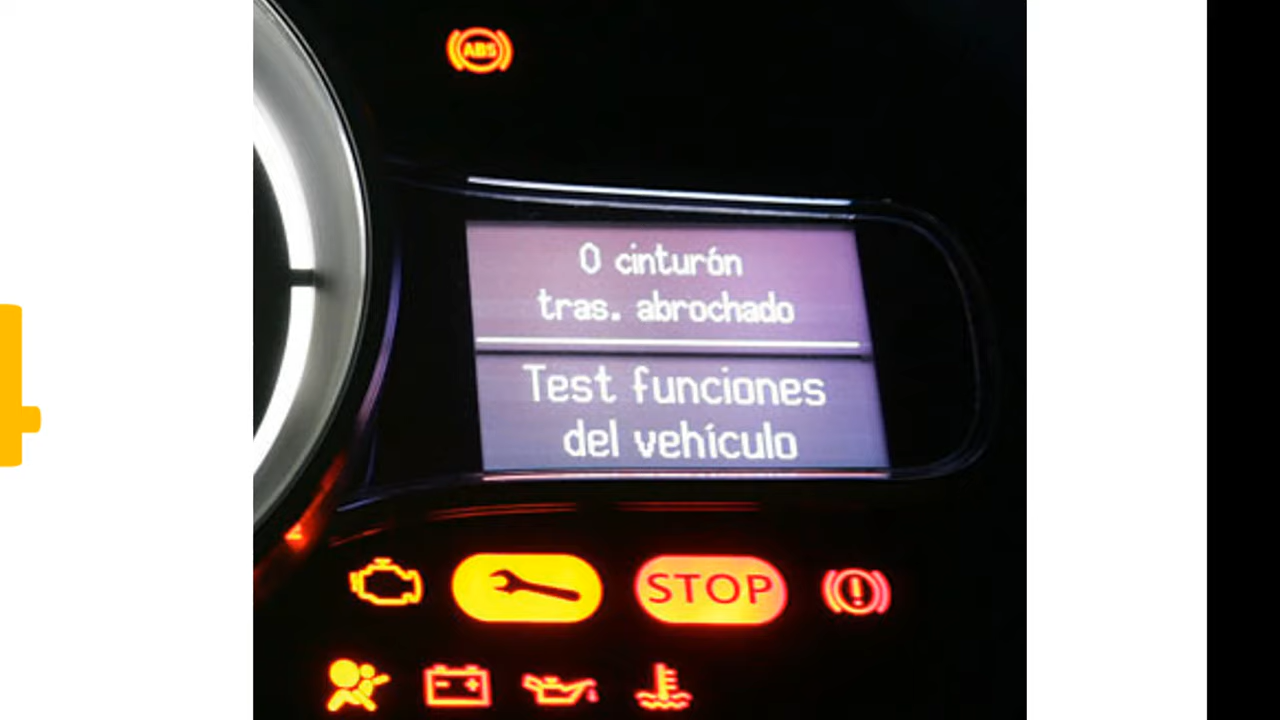 ABS
0 cinturón
tras. abrochado
Test funciones
del vehículo
STOP